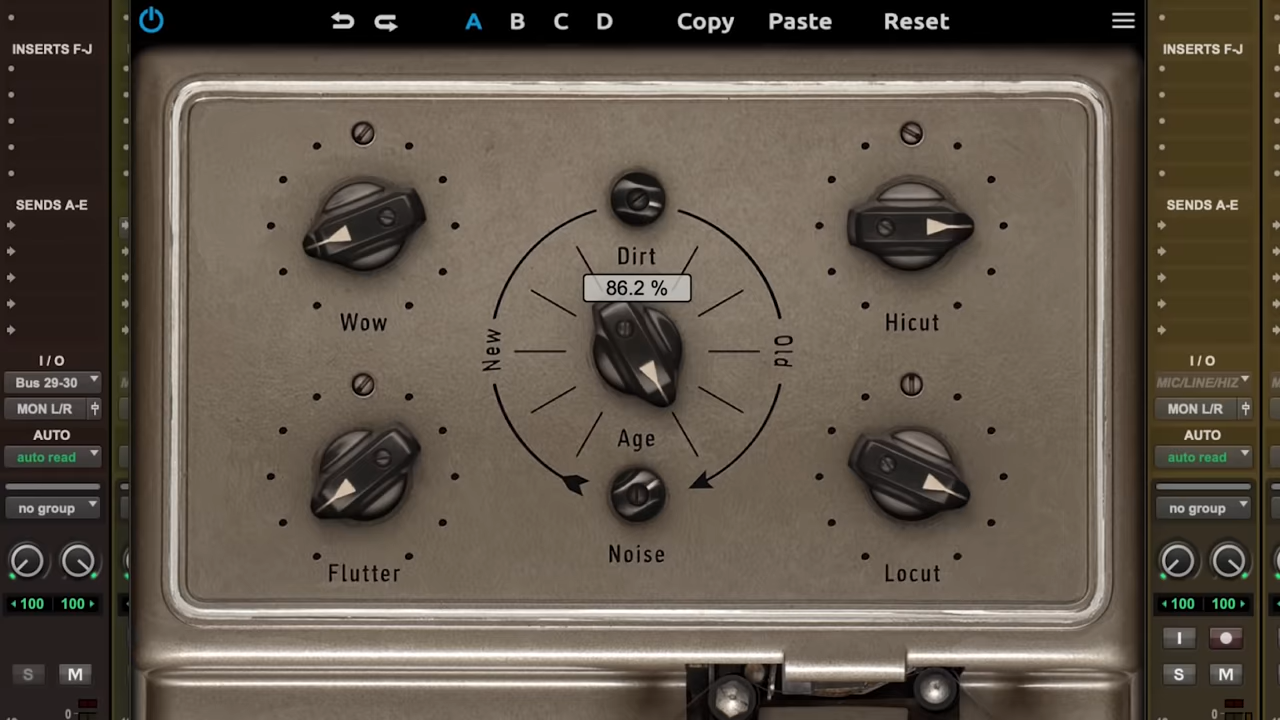 A B C D Copy Paste Reset
INSERTS F-J
SENDS A-E
I / O
Bus 29-30
MON L/R
AUTO
auto read
no group
100 100
S M
0
Wow
Dirt
86.2 %
Hicut
New
Old
Age
Flutter
Noise
Locut
INSERTS F-J
SENDS A-E
I / O
MIC/LINE/HIZ
MON L/R
AUTO
auto read
no group
100 100
I
S M
0